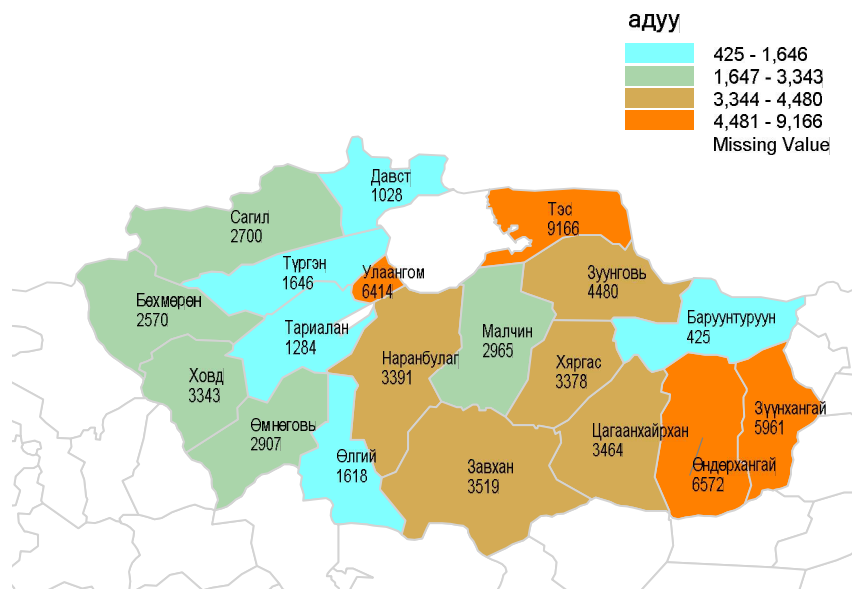 адуу
425 - 1,646
1,647 - 3,343
3,344 - 4,480
4,481 - 9,166
Missing Value
Давст
1028
Сагил
2700
Тэс
9166
Түргэн
1646
Улаангом
6414
Зуунговь
4480
Бөхмөрөн
2570
Тариалан
1284
Малчин
2965
Баруунтуруун
425
Ховд
3343
Наранбулаг
3391
Хяргас
3378
Өмнөговь
2907
Цагаанхайрхан
3464
Зүүнхангай
5961
Өлгий
1618
Завхан
3519
Өндөрхангай
6572